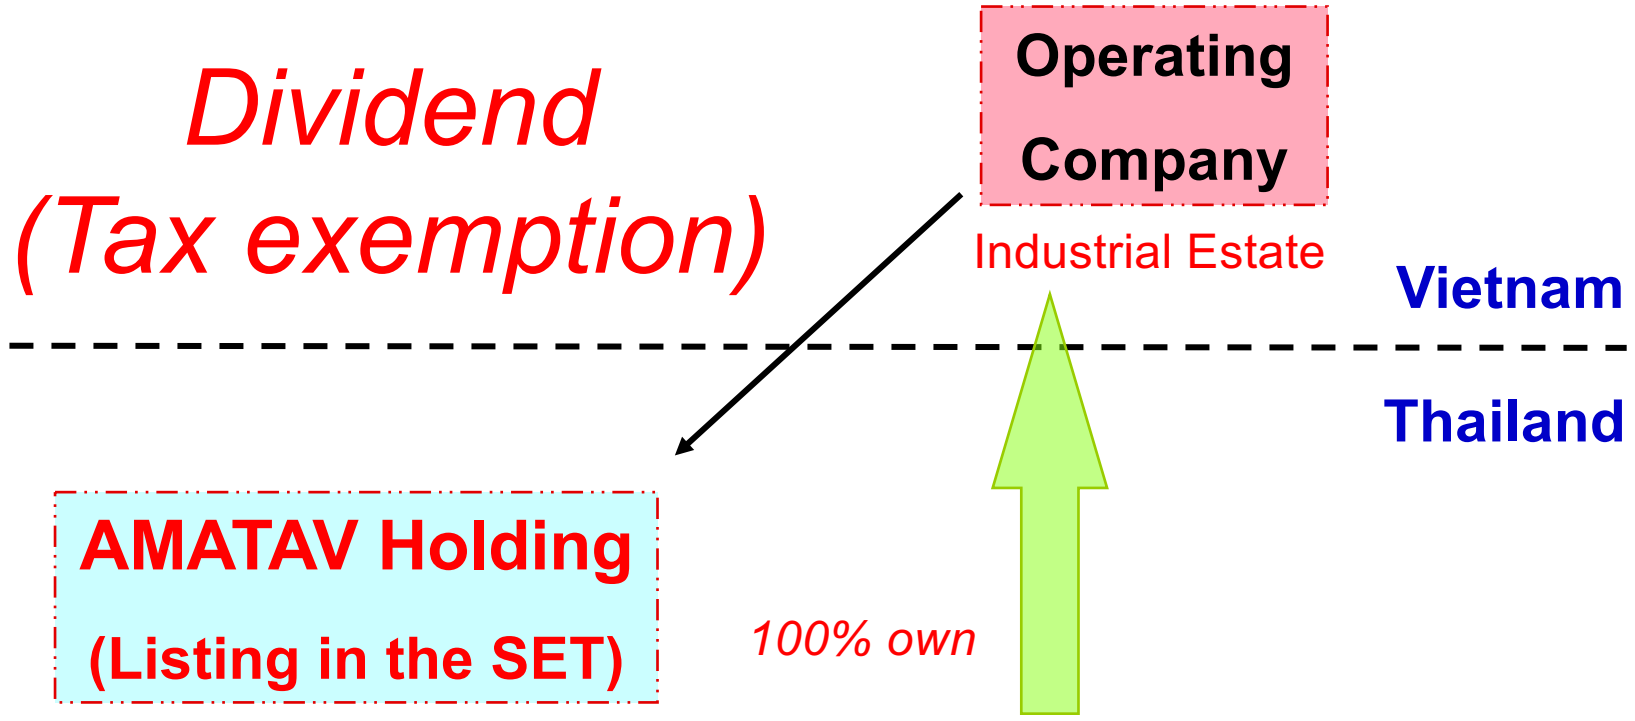 Dividend
(Tax exemption)
Operating
Company
Industrial Estate
Vietnam
Thailand
AMATAV Holding
(Listing in the SET)
100% own